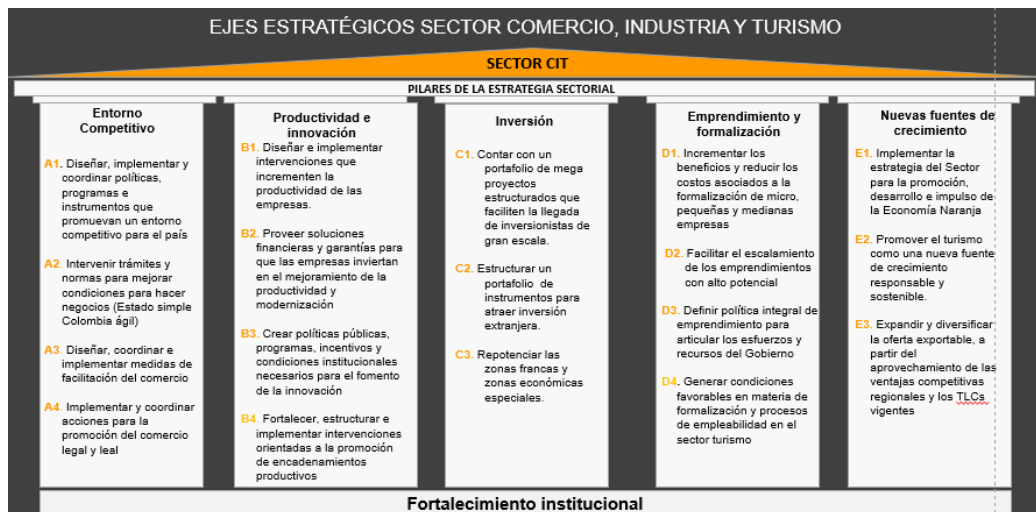 EJES ESTRATÉGICOS SECTOR COMERCIO, INDUSTRIA Y TURISMO
SECTOR CIT
PILARES DE LA ESTRATEGIA SECTORIAL
Entorno
Competitivo
A1. Diseñar, implementar y
coordinar políticas,
programas e
instrumentos que
promuevan un entorno
competitivo para el país
A2. Intervenir trámites y
normas para mejorar
condiciones para hacer
negocios (Estado simple
Colombia ágil)
A3. Diseñar, coordinar e
implementar medidas de
facilitación del comercio
A4. Implementar y coordinar
acciones para la
promoción del comercio
legal y leal
Productividad e
innovación
B1. Diseñar e implementar
intervenciones que
incrementen la
productividad de las
empresas.
B2. Proveer soluciones
financieras y garantías para
que las empresas inviertan
en el mejoramiento de la
productividad y
modernización
B3. Crear políticas públicas,
programas, incentivos y
condiciones institucionales
necesarios para el fomento
de la innovación
B4. Fortalecer, estructurar e
implementar intervenciones
orientadas a la promoción
de encadenamientos
productivos
Inversión
C1. Contar con un
portafolio de mega
proyectos
estructurados que
faciliten la llegada
de inversionistas de
gran escala.
C2. Estructurar un
portafolio de
instrumentos para
atraer inversión
extranjera.
C3. Repotenciar las
zonas francas y
zonas económicas
especiales.
Emprendimiento y
formalización
D1. Incrementar los
beneficios y reducir los
costos asociados a la
formalización de micro,
pequeñas y medianas
empresas
D2. Facilitar el escalamiento
de los emprendimientos
con alto potencial
D3. Definir política integral de
emprendimiento para
articular los esfuerzos y
recursos del Gobierno
D4. Generar condiciones
favorables en materia de
formalización y procesos
de empleabilidad en el
sector turismo
Nuevas fuentes de
crecimiento
E1. Implementar la
estrategia del Sector
para la promoción,
desarrollo e impulso de
la Economía Naranja
E2. Promover el turismo
como una nueva fuente
de crecimiento
responsable y
sostenible.
E3. Expandir y diversificar
la oferta exportable, a
partir del
aprovechamiento de las
ventajas competitivas
regionales y los TLCs
vigentes
Fortalecimiento institucional